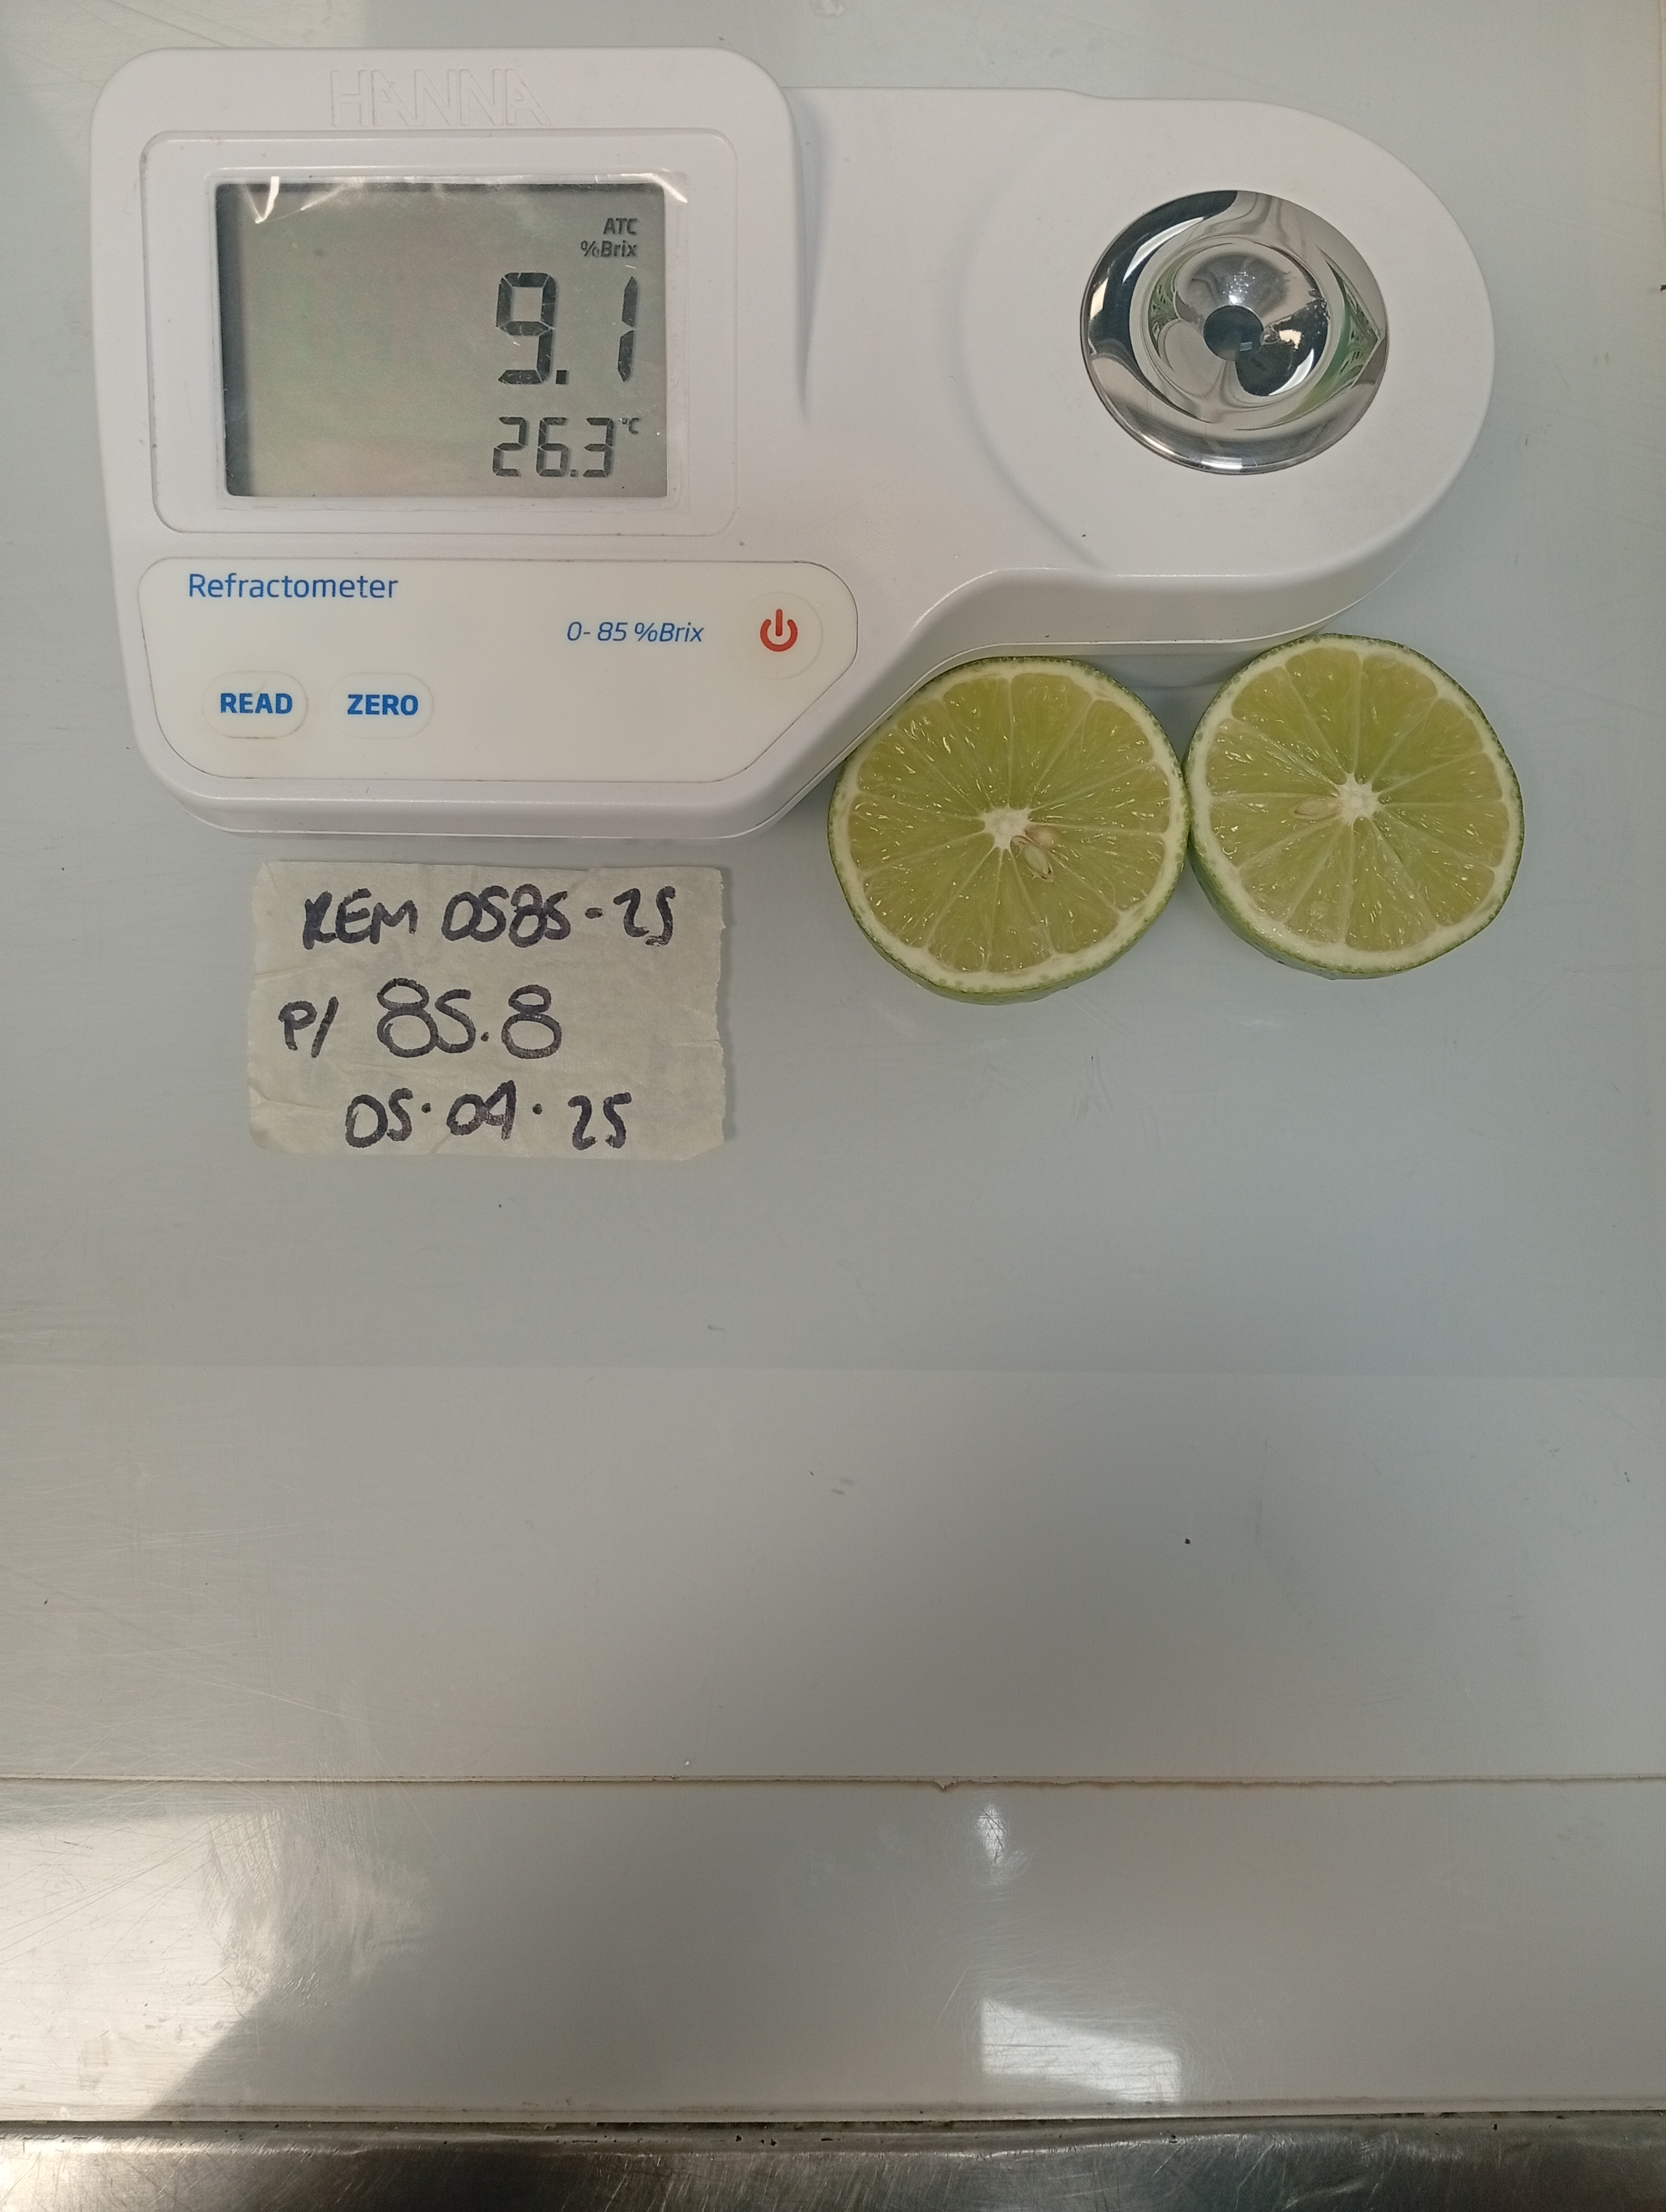 HANNA
ATC
%Brix
9.1
26.3°C
Refractometer
0-85 %Brix
READ ZERO
REM 0585-25
P/ 85.8
05.04.25